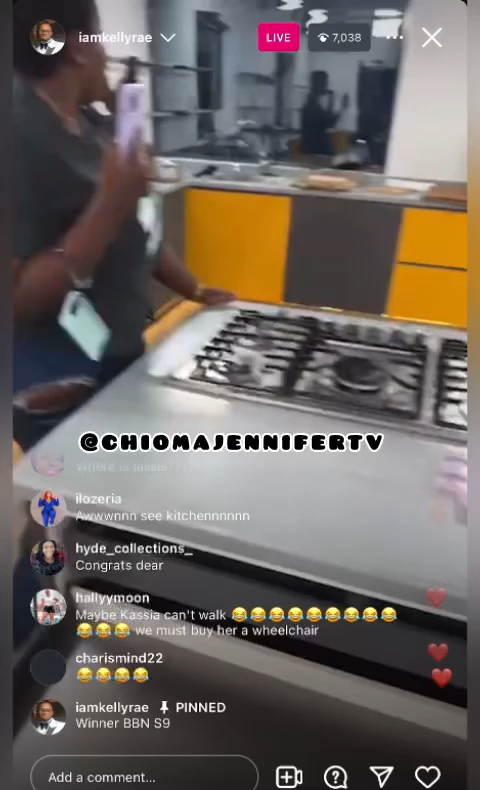 iamkellyrae
LIVE
7,038
@CHIOMAJENNIFERTV
ilozeria
Awwwnnn see kitchennnnnn
hyde_collections_
Congrats dear
hallyymoon
Maybe Kassia can't walk 😂😂😂😂😂😂😂😂😂
😂😂😂 we must buy her a wheelchair
charismind22
😂😂😂😂
iamkellyrae PINNED
Winner BBN S9
Add a comment...